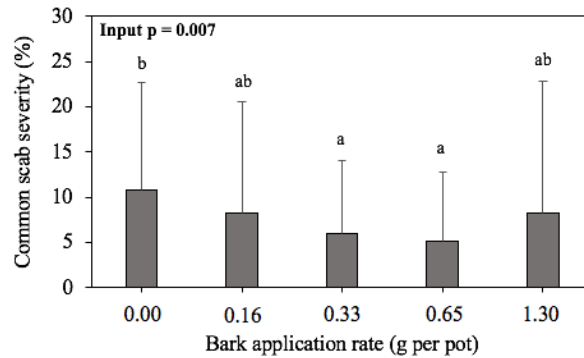 30
Input p = 0.007
25
b
ab
ab
20
a
a
15
10
5
0
0.00 0.16 0.33 0.65 1.30
Bark application rate (g per pot)
Common scab severity (%)